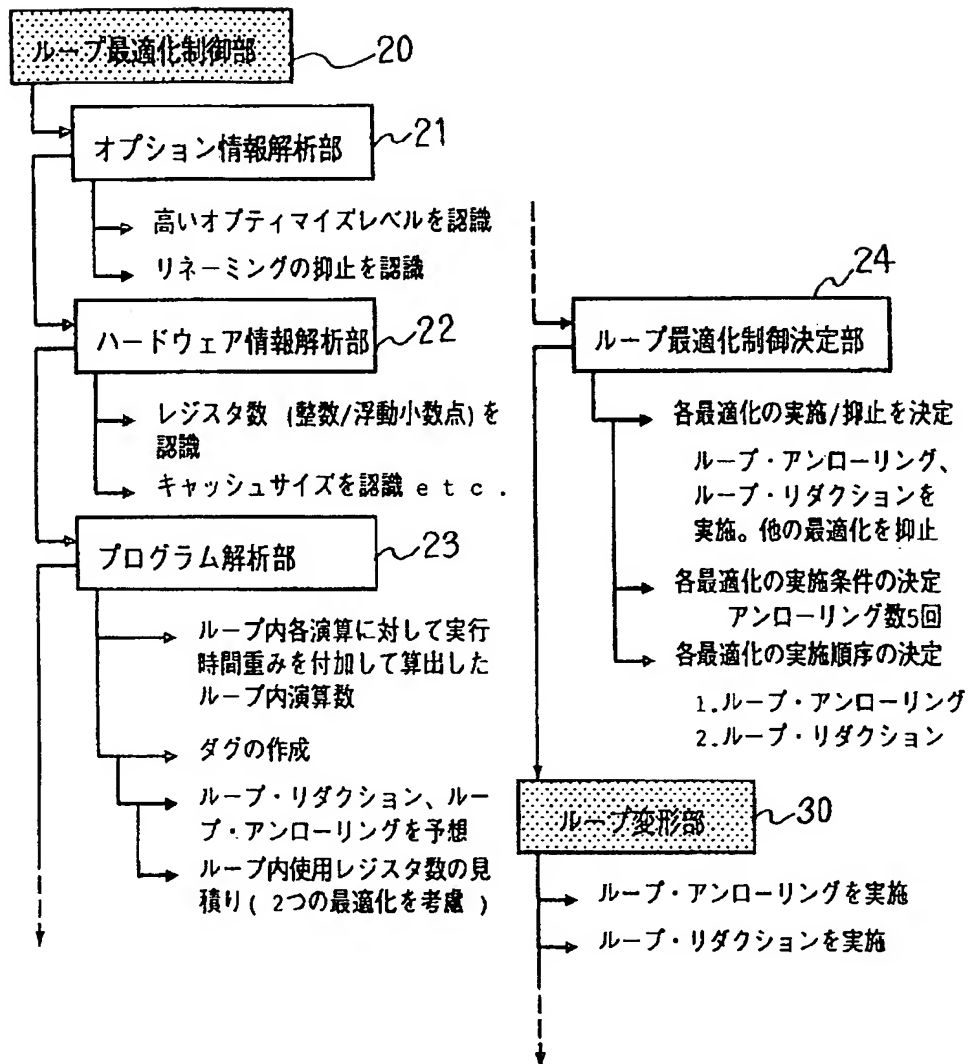 ループ最適化制御部
20
オプション情報解析部
21
高いオプティマイズレベルを認識
リネーミングの抑止を認識
ハードウェア情報解析部
22
レジスタ数 (整数/浮動小数点) を
認識
キャッシュサイズを認識 e t c .
プログラム解析部
23
ループ内各演算に対して実行
時間重みを付加して算出した
ループ内演算数
ダグの作成
ループ・リダクション、ルー
プ・アンローリングを予想
ループ内使用レジスタ数の見
積り ( 2つの最適化を考慮 )
24
ループ最適化制御決定部
各最適化の実施/抑止を決定
ループ・アンローリング、
ループ・リダクションを
実施。他の最適化を抑止
各最適化の実施条件の決定
アンローリング数5回
各最適化の実施順序の決定
1.ループ・アンローリング
2.ループ・リダクション
ループ変形部
30
ループ・アンローリングを実施
ループ・リダクションを実施